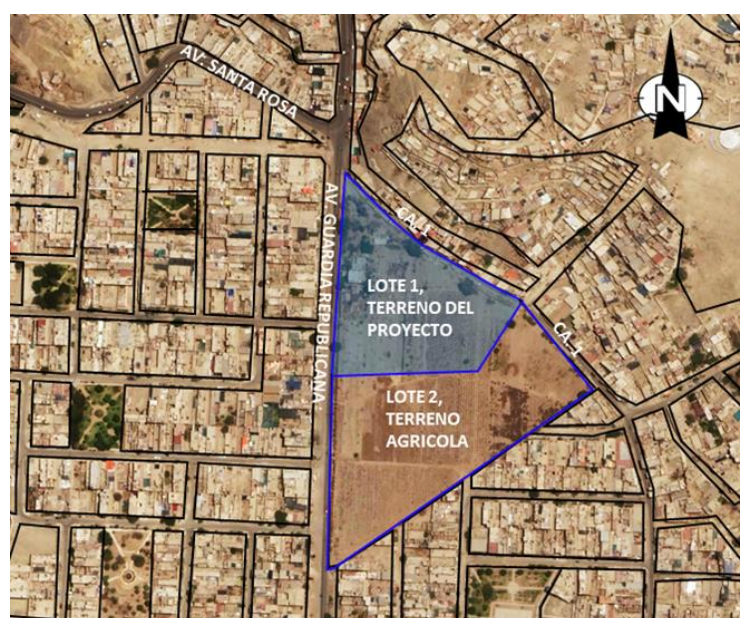 AV. SANTA ROSA
N
CA. 1
AV. GUARDIA REPUBLICANA
LOTE 1,
TERRENO DEL
PROYECTO
CA. 1
LOTE 2,
TERRENO
AGRICOLA